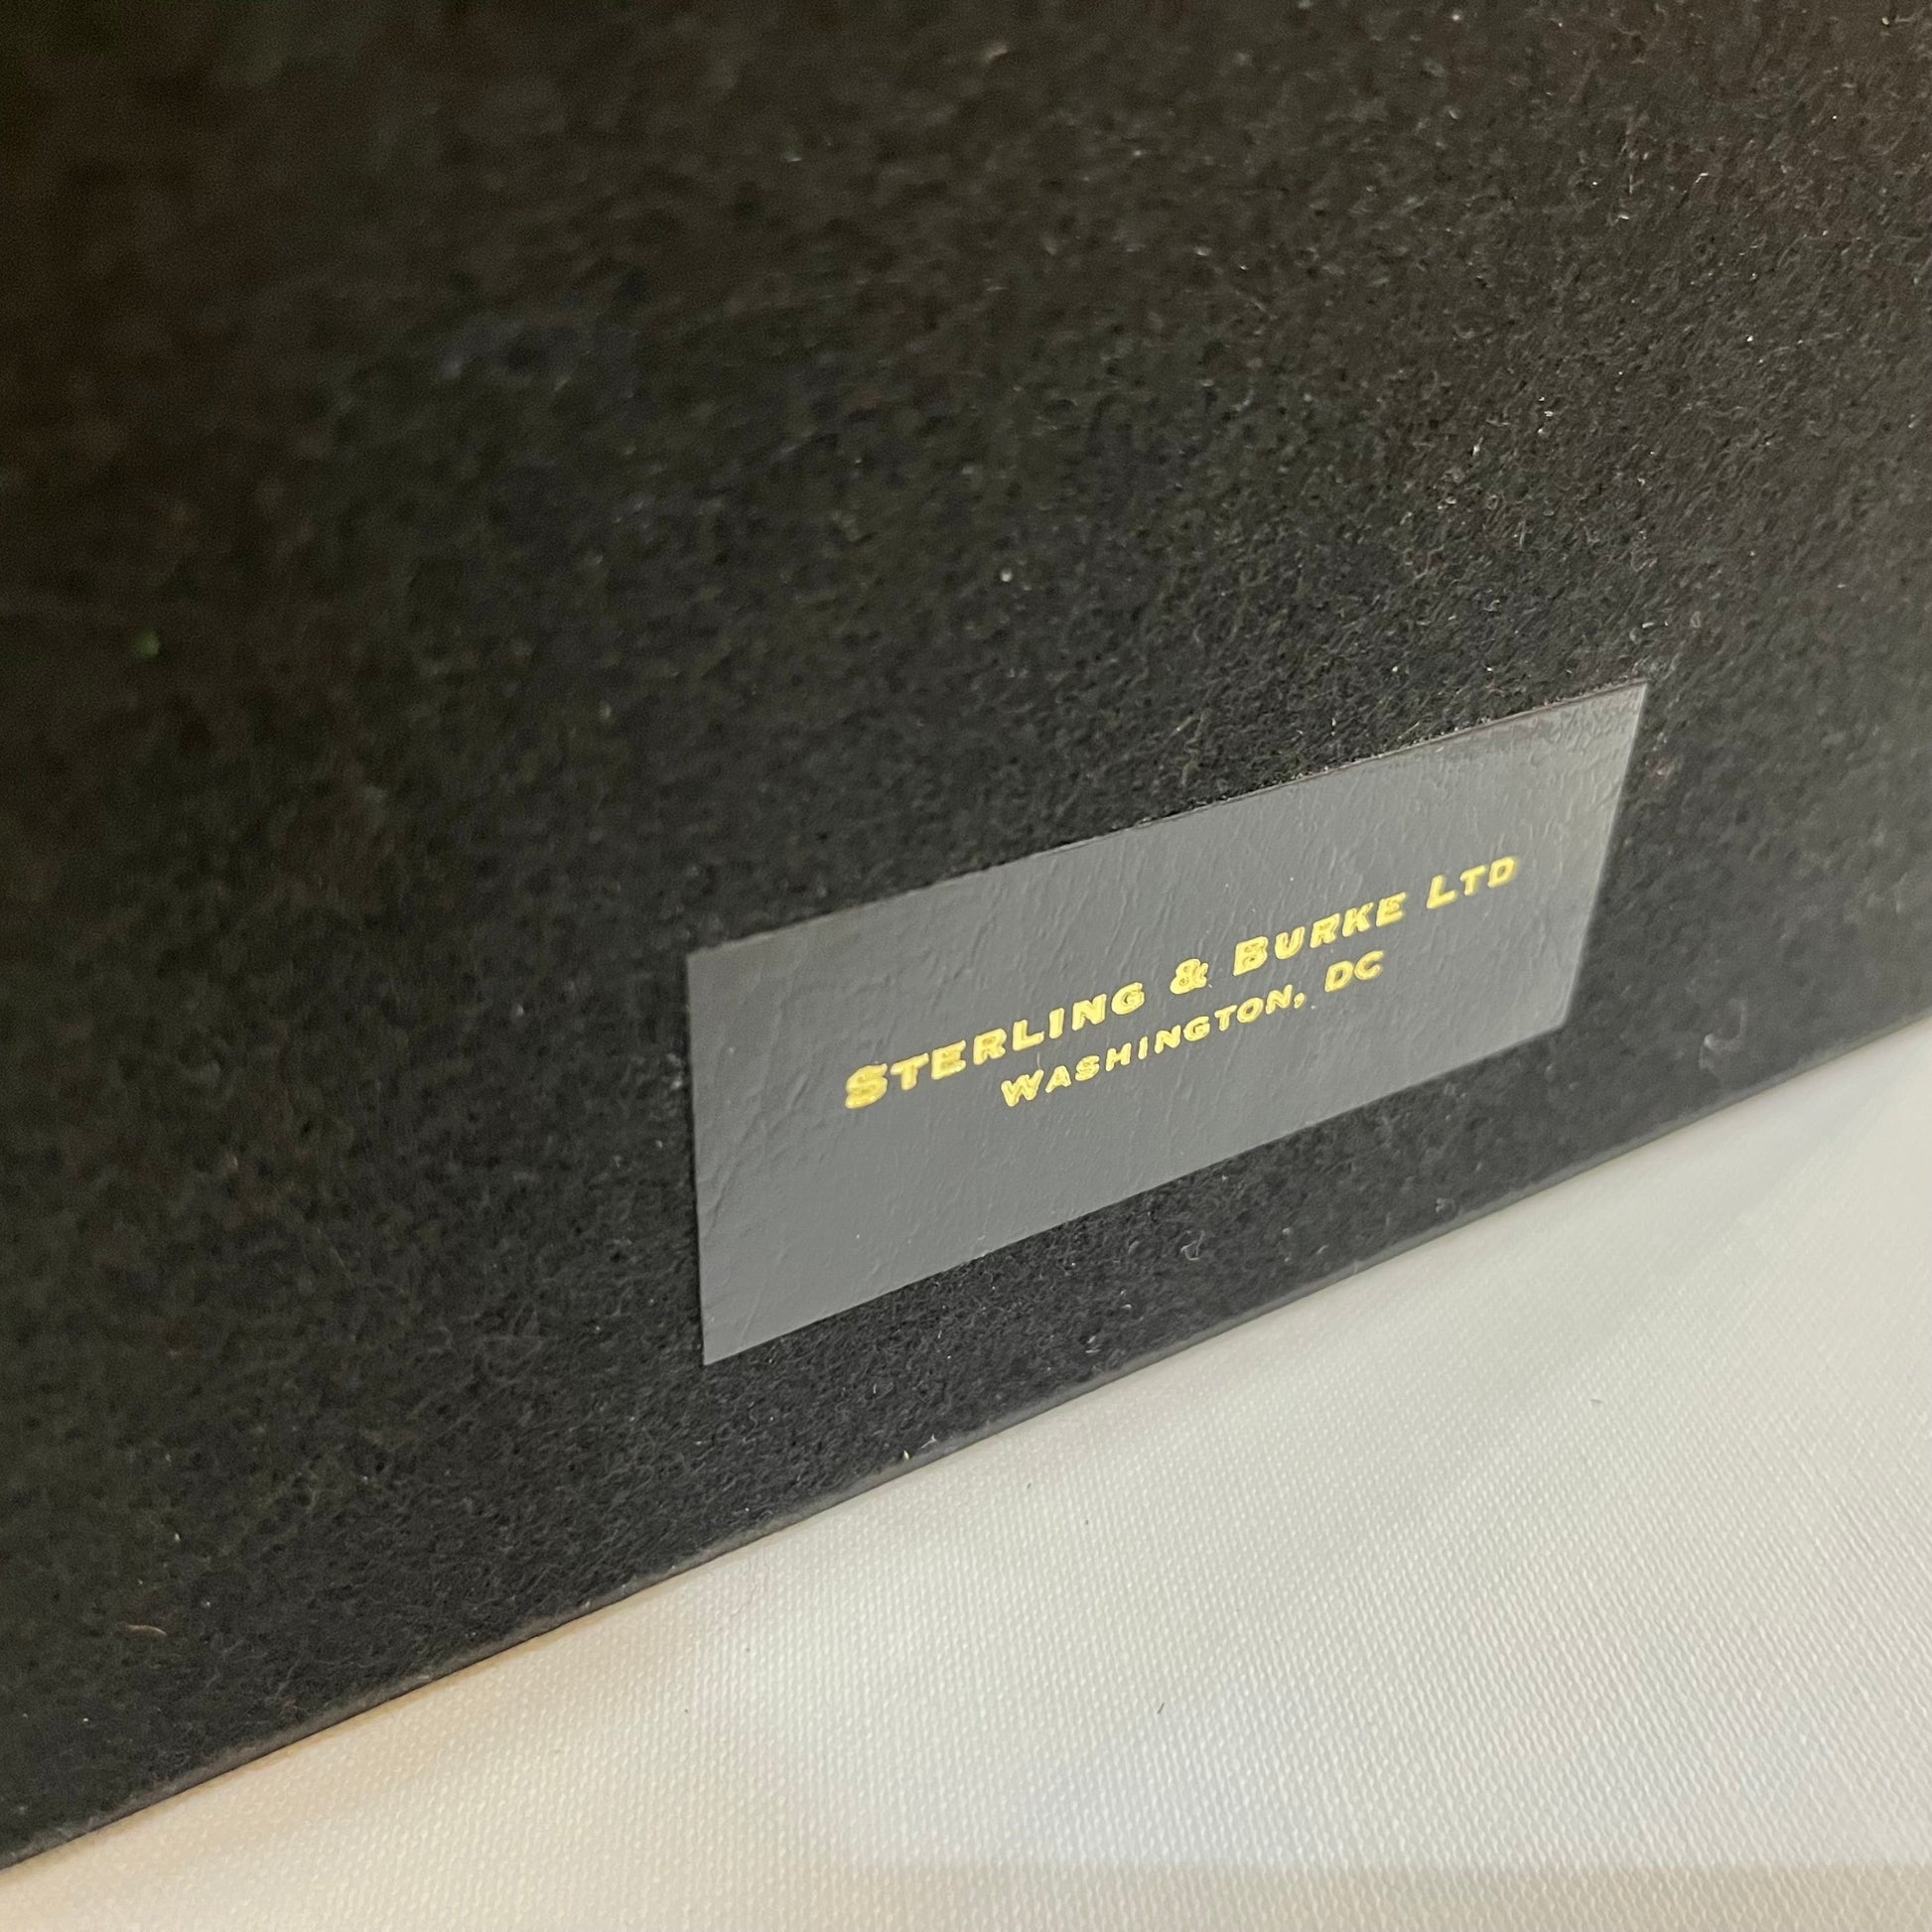 Sterling & Burke Ltd
Washington, DC